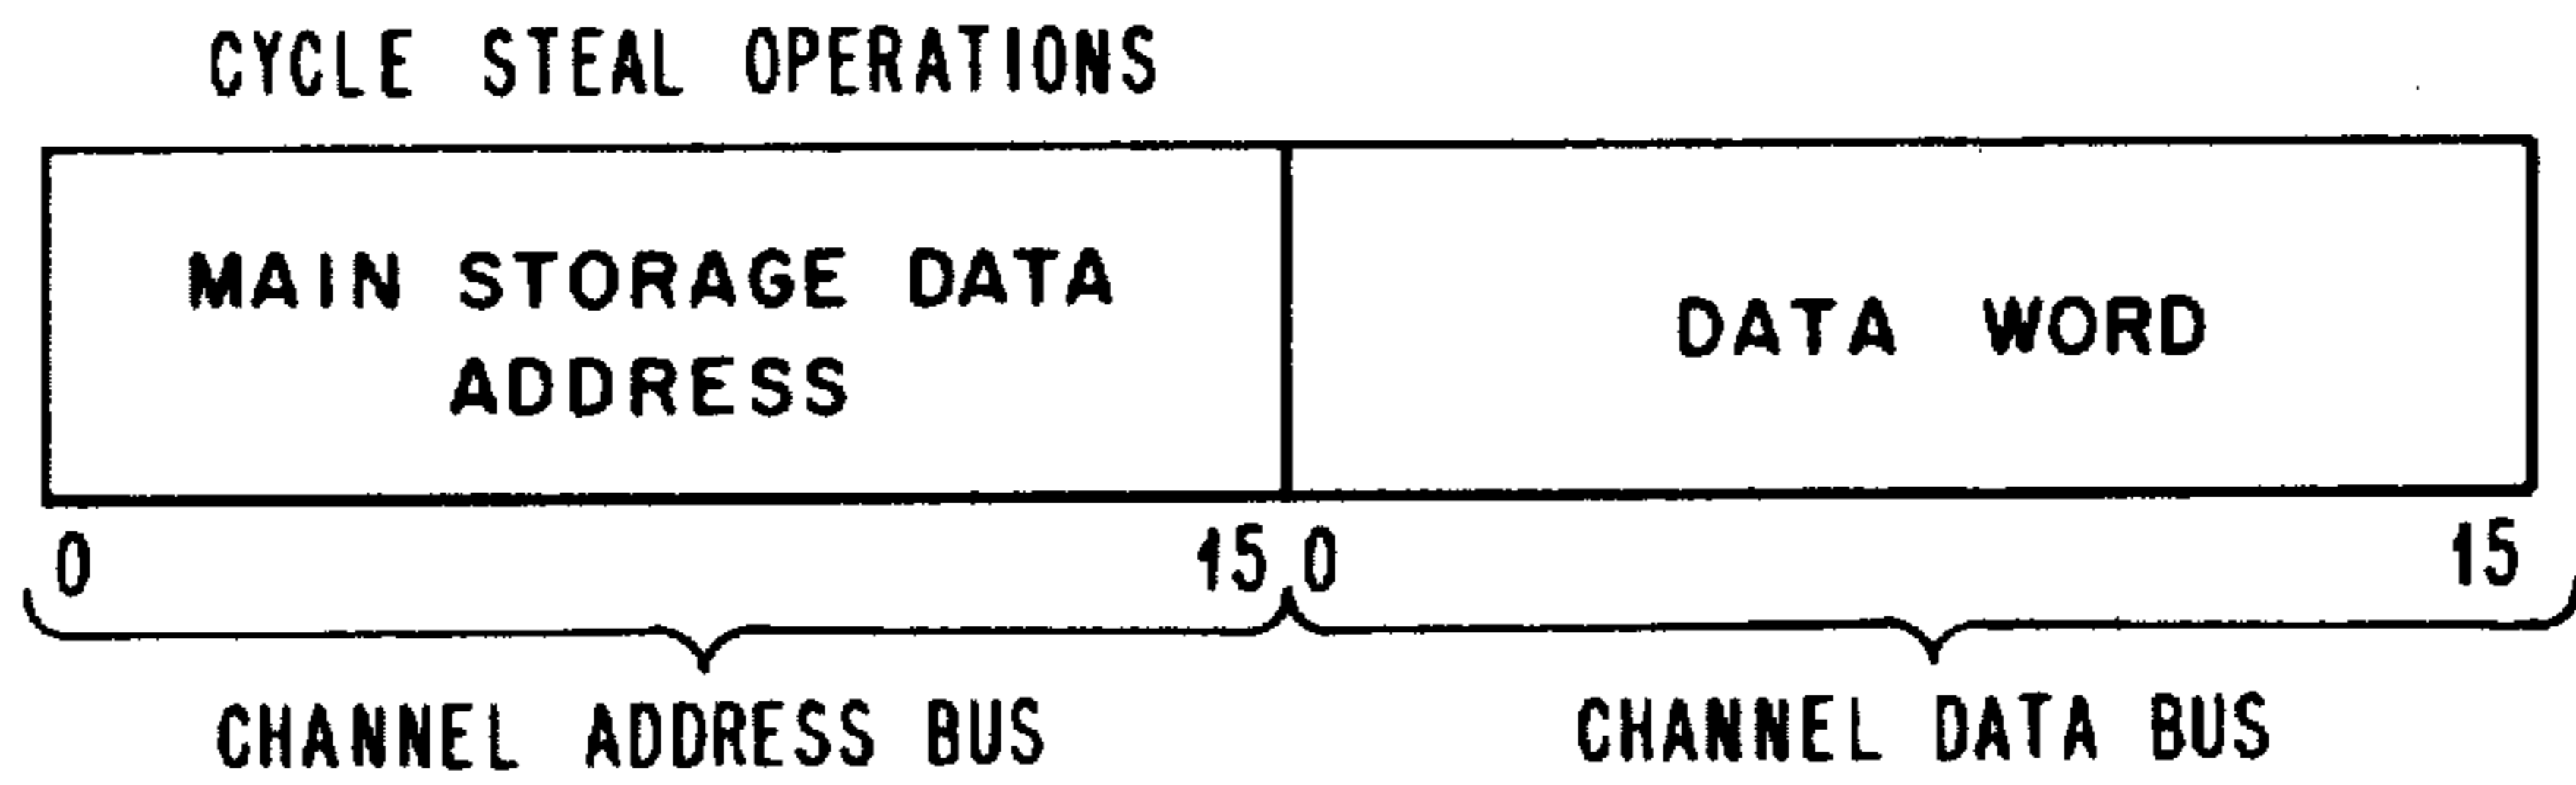 CYCLE STEAL OPERATIONS
MAIN STORAGE DATA
ADDRESS
DATA WORD
0 15 0 15
CHANNEL ADDRESS BUS CHANNEL DATA BUS